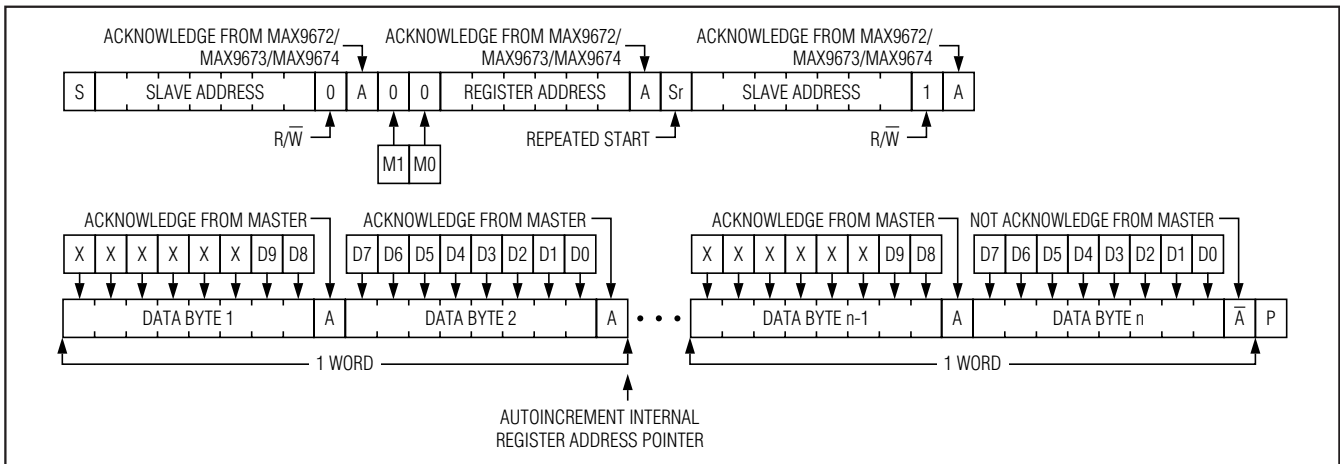 ACKNOWLEDGE FROM MAX9672/
MAX9673/MAX9674
ACKNOWLEDGE FROM MAX9672/
MAX9673/MAX9674
ACKNOWLEDGE FROM MAX9672/
MAX9673/MAX9674
S SLAVE ADDRESS 0 A 0 0 REGISTER ADDRESS A Sr SLAVE ADDRESS 1 A
R/W̅ REPEATED START R/W̅
M1 M0
ACKNOWLEDGE FROM MASTER ACKNOWLEDGE FROM MASTER ACKNOWLEDGE FROM MASTER NOT ACKNOWLEDGE FROM MASTER
X X X X X X D9 D8 D7 D6 D5 D4 D3 D2 D1 D0 X X X X X X D9 D8 D7 D6 D5 D4 D3 D2 D1 D0
DATA BYTE 1 A DATA BYTE 2 A • • • DATA BYTE n-1 A DATA BYTE n A̅ P
1 WORD 1 WORD
AUTOINCREMENT INTERNAL
REGISTER ADDRESS POINTER